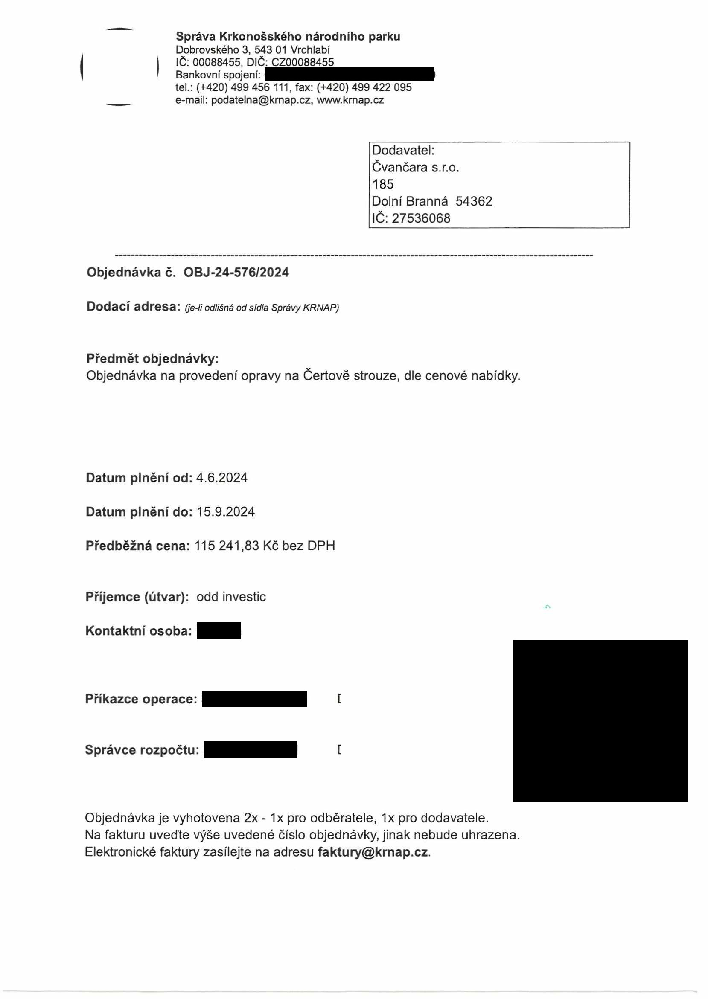 Správa Krkonošského národního parku
Dobrovského 3, 543 01 Vrchlabí
IČ: 00088455, DIČ: CZ00088455
Bankovní spojení:
tel.: (+420) 499 456 111, fax: (+420) 499 422 095
e-mail: podatelna@krnap.cz, www.krnap.cz
Dodavatel:
Čvančara s.r.o.
185
Dolní Branná 54362
IČ: 27536068
Objednávka č. OBJ-24-576/2024
Dodací adresa: (je-li odlišná od sídla Správy KRNAP)
Předmět objednávky:
Objednávka na provedení opravy na Čertově strouze, dle cenové nabídky.
Datum plnění od: 4.6.2024
Datum plnění do: 15.9.2024
Předběžná cena: 115 241,83 Kč bez DPH
Příjemce (útvar): odd investic
Kontaktní osoba:
Příkazce operace:
Správce rozpočtu:
Objednávka je vyhotovena 2x - 1x pro odběratele, 1x pro dodavatele.
Na fakturu uveďte výše uvedené číslo objednávky, jinak nebude uhrazena.
Elektronické faktury zasílejte na adresu faktury@krnap.cz.